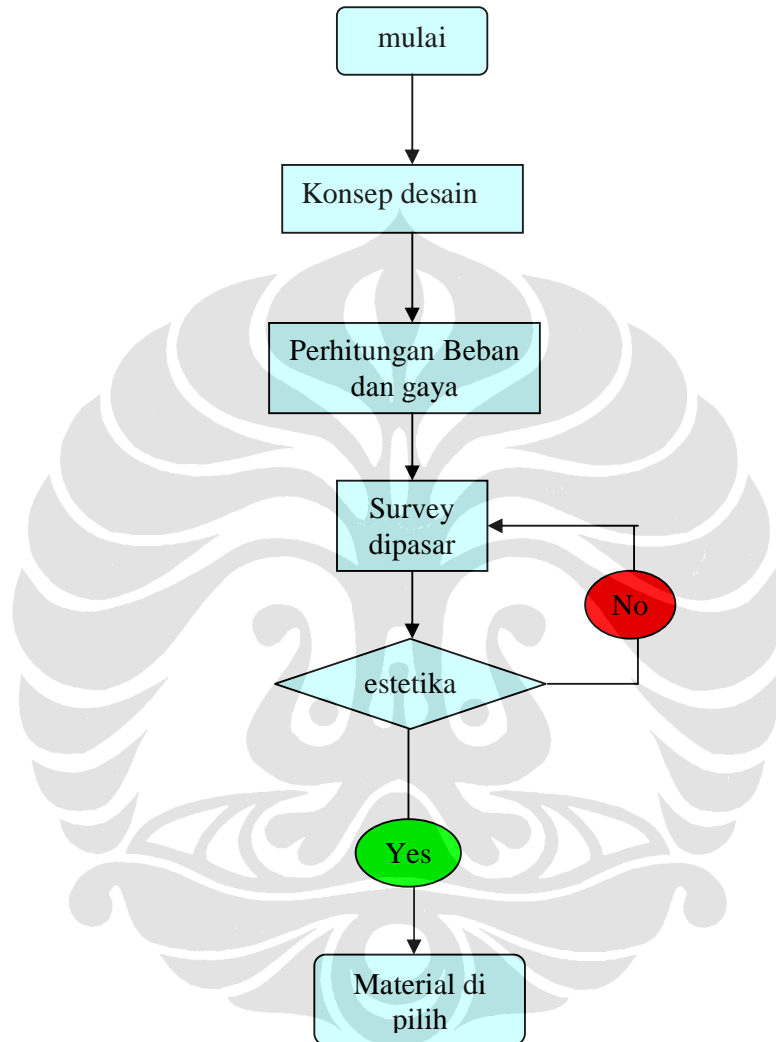 mulai
Konsep desain
Perhitungan Beban
dan gaya
Survey
dipasar
No
estetika
Yes
Material di
pilih